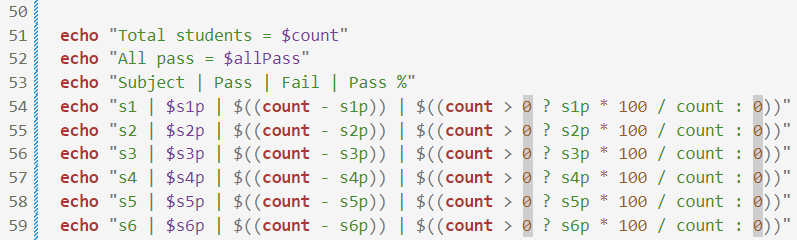 50
51 echo "Total students = $count"
52 echo "All pass = $allPass"
53 echo "Subject | Pass | Fail | Pass %"
54 echo "s1 | $s1p | $((count - s1p)) | $((count > 0 ? s1p * 100 / count : 0))"
55 echo "s2 | $s2p | $((count - s2p)) | $((count > 0 ? s2p * 100 / count : 0))"
56 echo "s3 | $s3p | $((count - s3p)) | $((count > 0 ? s3p * 100 / count : 0))"
57 echo "s4 | $s4p | $((count - s4p)) | $((count > 0 ? s4p * 100 / count : 0))"
58 echo "s5 | $s5p | $((count - s5p)) | $((count > 0 ? s5p * 100 / count : 0))"
59 echo "s6 | $s6p | $((count - s6p)) | $((count > 0 ? s6p * 100 / count : 0))"